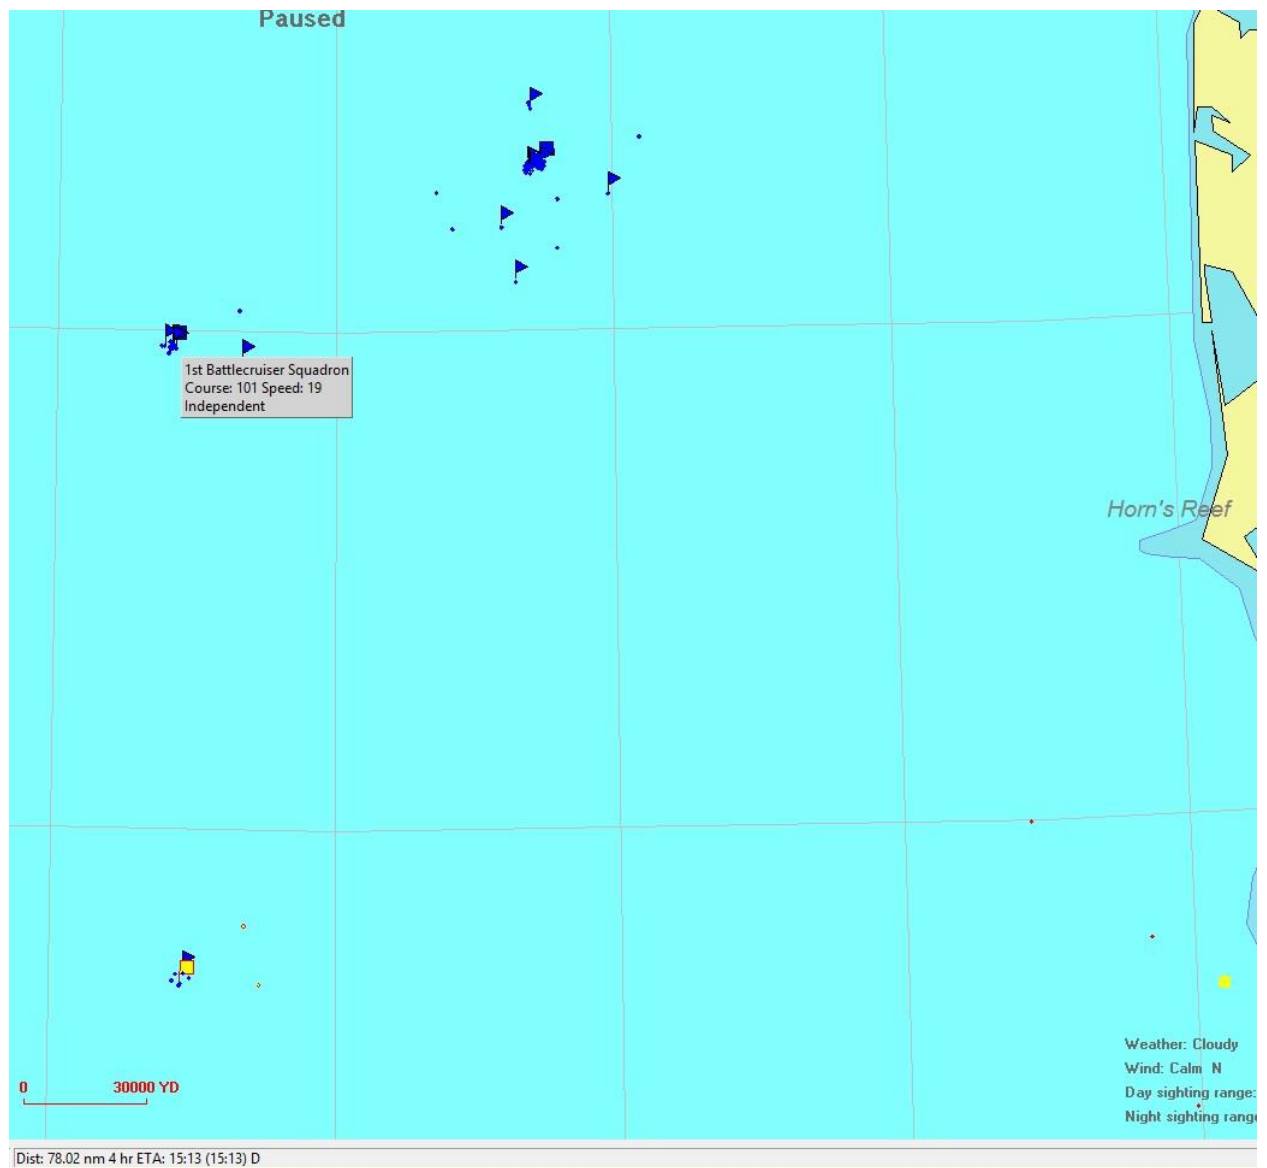 Paused
1st Battlecruiser Squadron
Course: 101 Speed: 19
Independent
Horn's Reef
Weather: Cloudy
Wind: Calm N
Day sighting range:
Night sighting rang
0 30000 YD
Dist: 78.02 nm 4 hr ETA: 15:13 (15:13) D